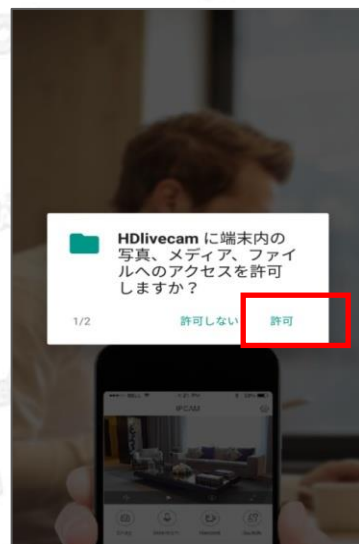 HDlivecam に端末内の
写真、メディア、ファイ
ルへのアクセスを許可
しますか？
1/2
許可しない
許可
IPCAM